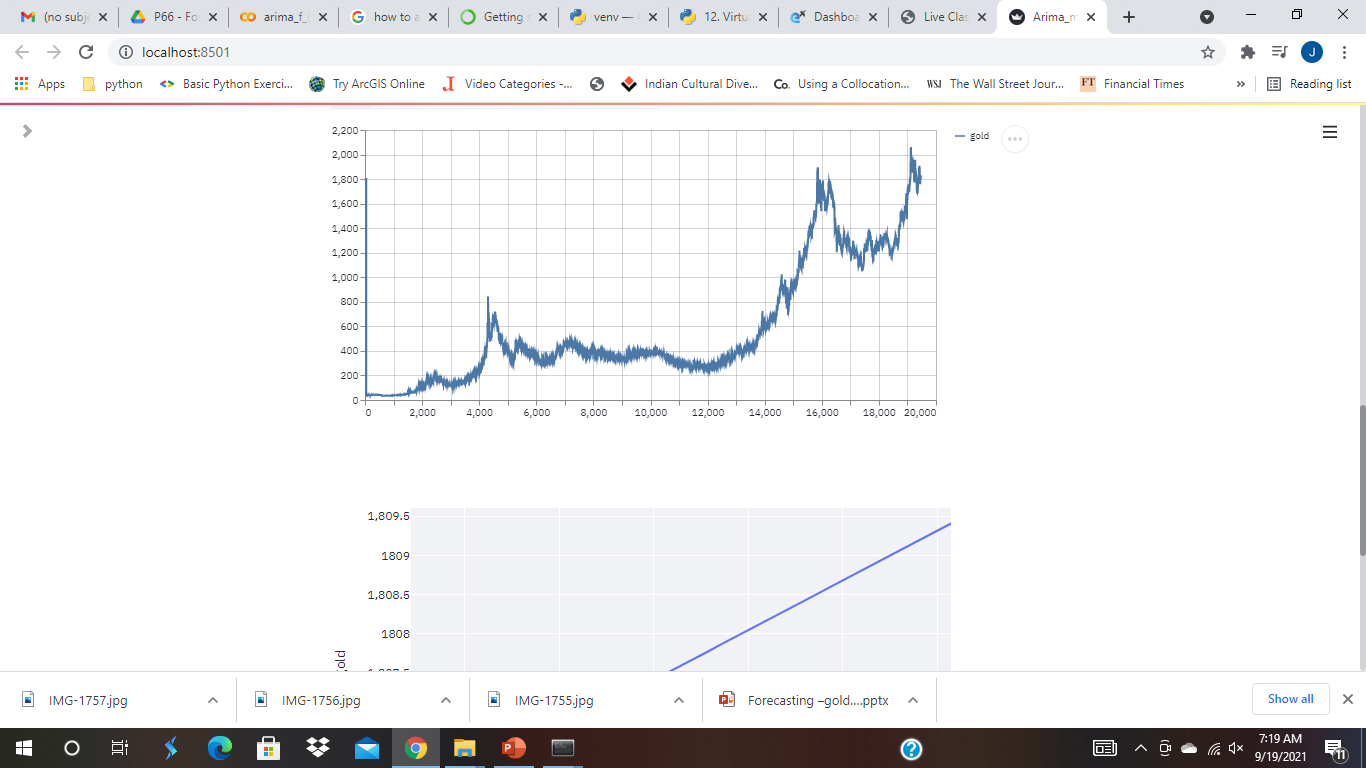 (no subje
P66 - Fo
arima_f_
how to a
Getting s
venv —
12. Virtu
Dashboa
Live Clas
Arima_m
localhost:8501
J
Apps
python
Basic Python Exerci...
Try ArcGIS Online
Video Categories -...
Indian Cultural Dive...
Co.
Using a Collocation...
WSJ
The Wall Street Jour...
FT
Financial Times
»
Reading list
2,200
2,000
1,800
1,600
1,400
1,200
1,000
800
600
400
200
0
0 2,000 4,000 6,000 8,000 10,000 12,000 14,000 16,000 18,000 20,000
gold
1,809.5
1809
1,808.5
1808
IMG-1757.jpg
IMG-1756.jpg
IMG-1755.jpg
Forecasting –gold....pptx
Show all
7:19 AM
9/19/2021
11